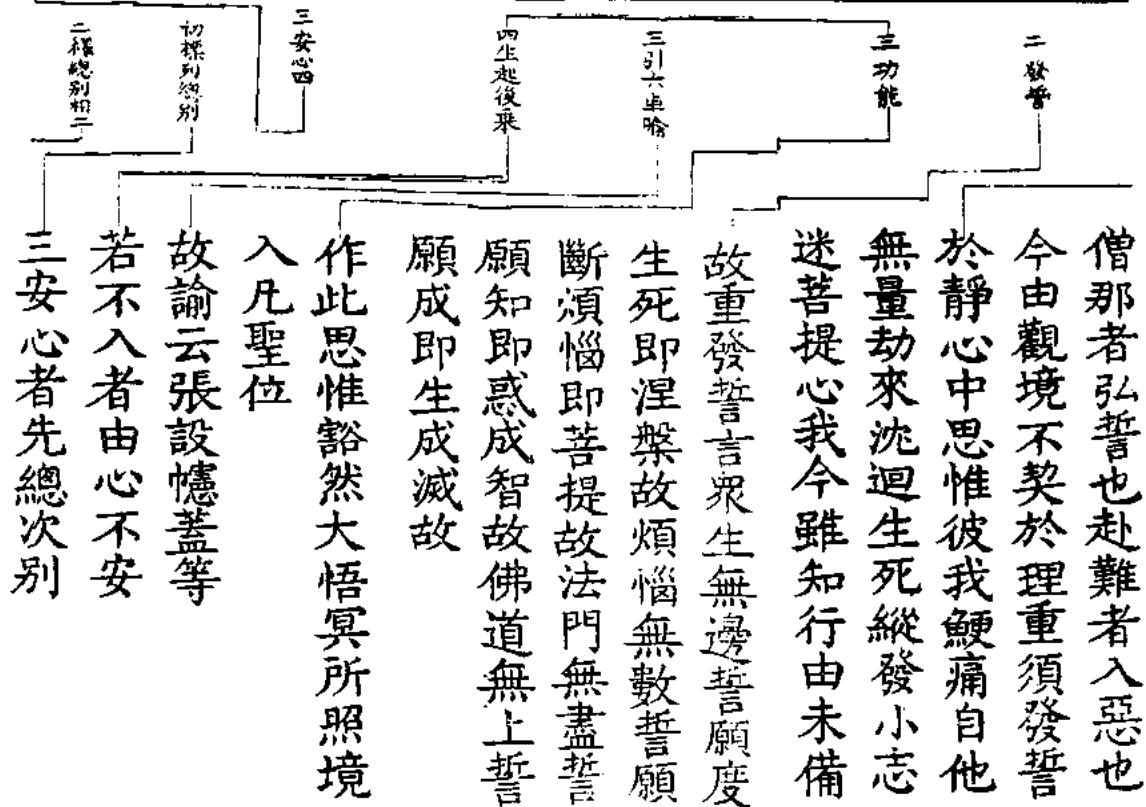 二發誓
三功能
三引六車喻
四生起後乘
三安心四
初標列總別
二釋總別相二
僧那者弘誓也赴難者入惡也
今由觀境不契於理重須發誓
於靜心中思惟彼我鯁痛自他
無量劫來沈迴生死縱發小志
迷菩提心我今雖知行由未備
故重發誓言眾生無邊誓願度
生死即涅槃故煩惱無數誓願
斷煩惱即菩提故法門無盡誓
願知即惑成智故佛道無上誓
願成即生成滅故
作此思惟豁然大悟冥所照境
入凡聖位
故諭云張設幰蓋等
若不入者由心不安
三安心者先總次別